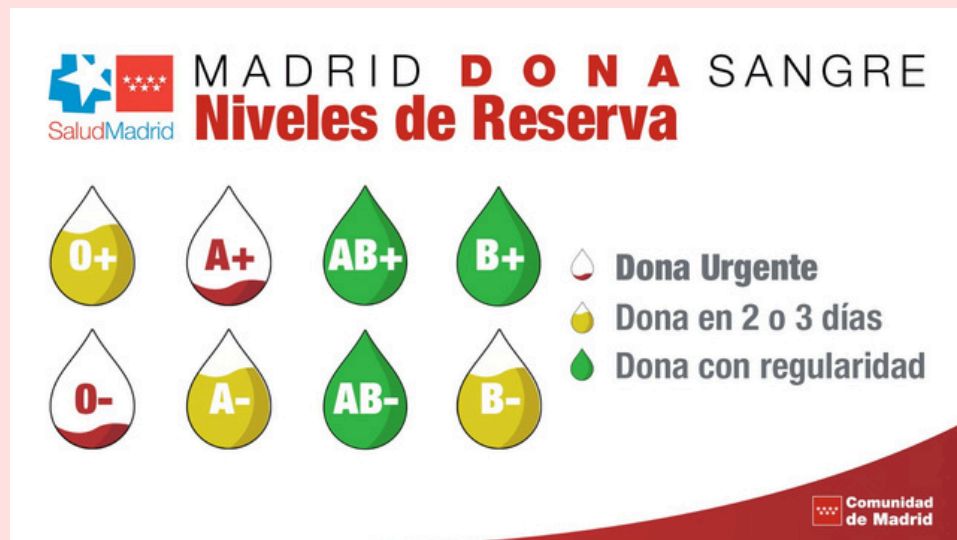 MADRID DONA SANGRE
Niveles de Reserva
SaludMadrid
O+
A+
AB+
B+
O-
A-
AB-
B-
Dona Urgente
Dona en 2 o 3 días
Dona con regularidad
Comunidad
de Madrid